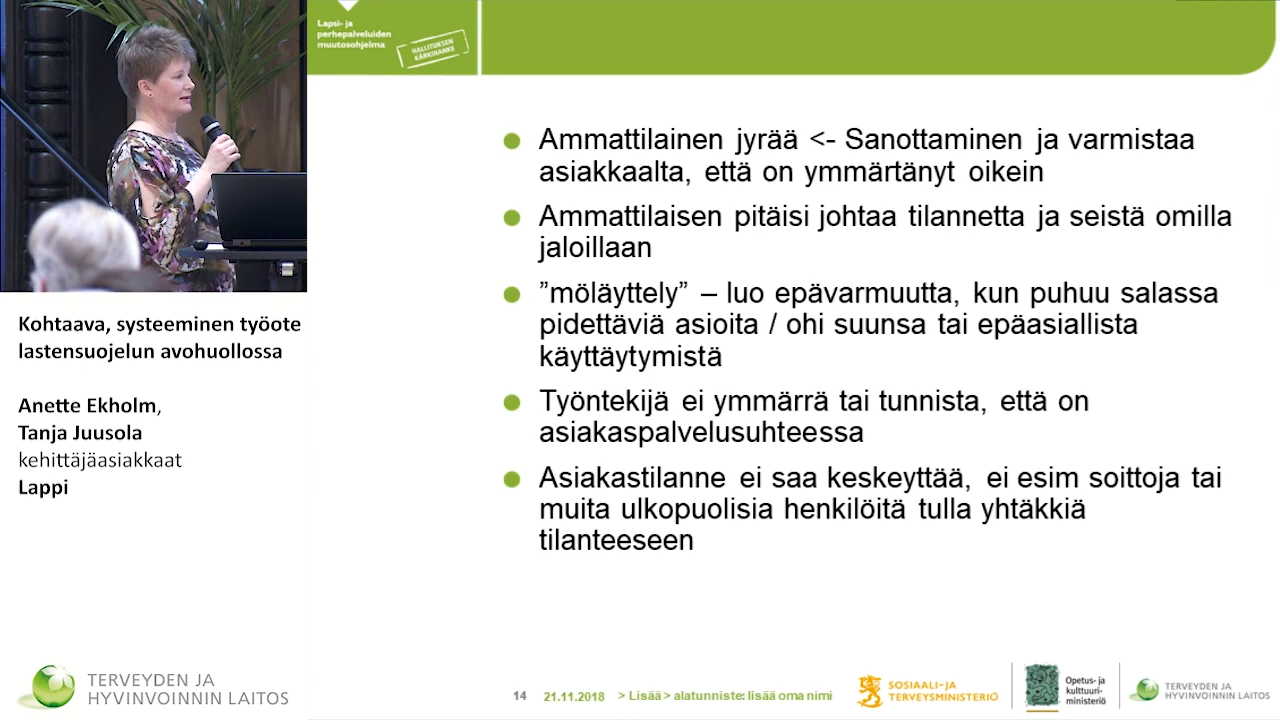 Lapsi- ja
perhepalveluiden
muutosohjelma
HALLITUKSEN
KÄRKIHANKE
Ammattilainen jyrää <- Sanottaminen ja varmistaa
asiakkaalta, että on ymmärtänyt oikein
Ammattilaisen pitäisi johtaa tilannetta ja seistä omilla
jaloillaan
”möläyttely” – luo epävarmuutta, kun puhuu salassa
pidettäviä asioita / ohi suunsa tai epäasiallista
käyttäytymistä
Työntekijä ei ymmärrä tai tunnista, että on
asiakaspalvelusuhteessa
Asiakastilanne ei saa keskeyttää, ei esim soittoja tai
muita ulkopuolisia henkilöitä tulla yhtäkkiä
tilanteeseen
Kohtaava, systeeminen työote
lastensuojelun avohuollossa
Anette Ekholm,
Tanja Juusola
kehittäjäasiakkaat
Lappi
TERVEYDEN JA
HYVINVOINNIN LAITOS
14 21.11.2018 > Lisää > alatunniste: lisää oma nimi
SOSIAALI- JA
TERVEYSMINISTERIÖ
Opetus- ja
kulttuuri-
ministeriö
TERVEYDEN JA
HYVINVOINNIN LAITOS